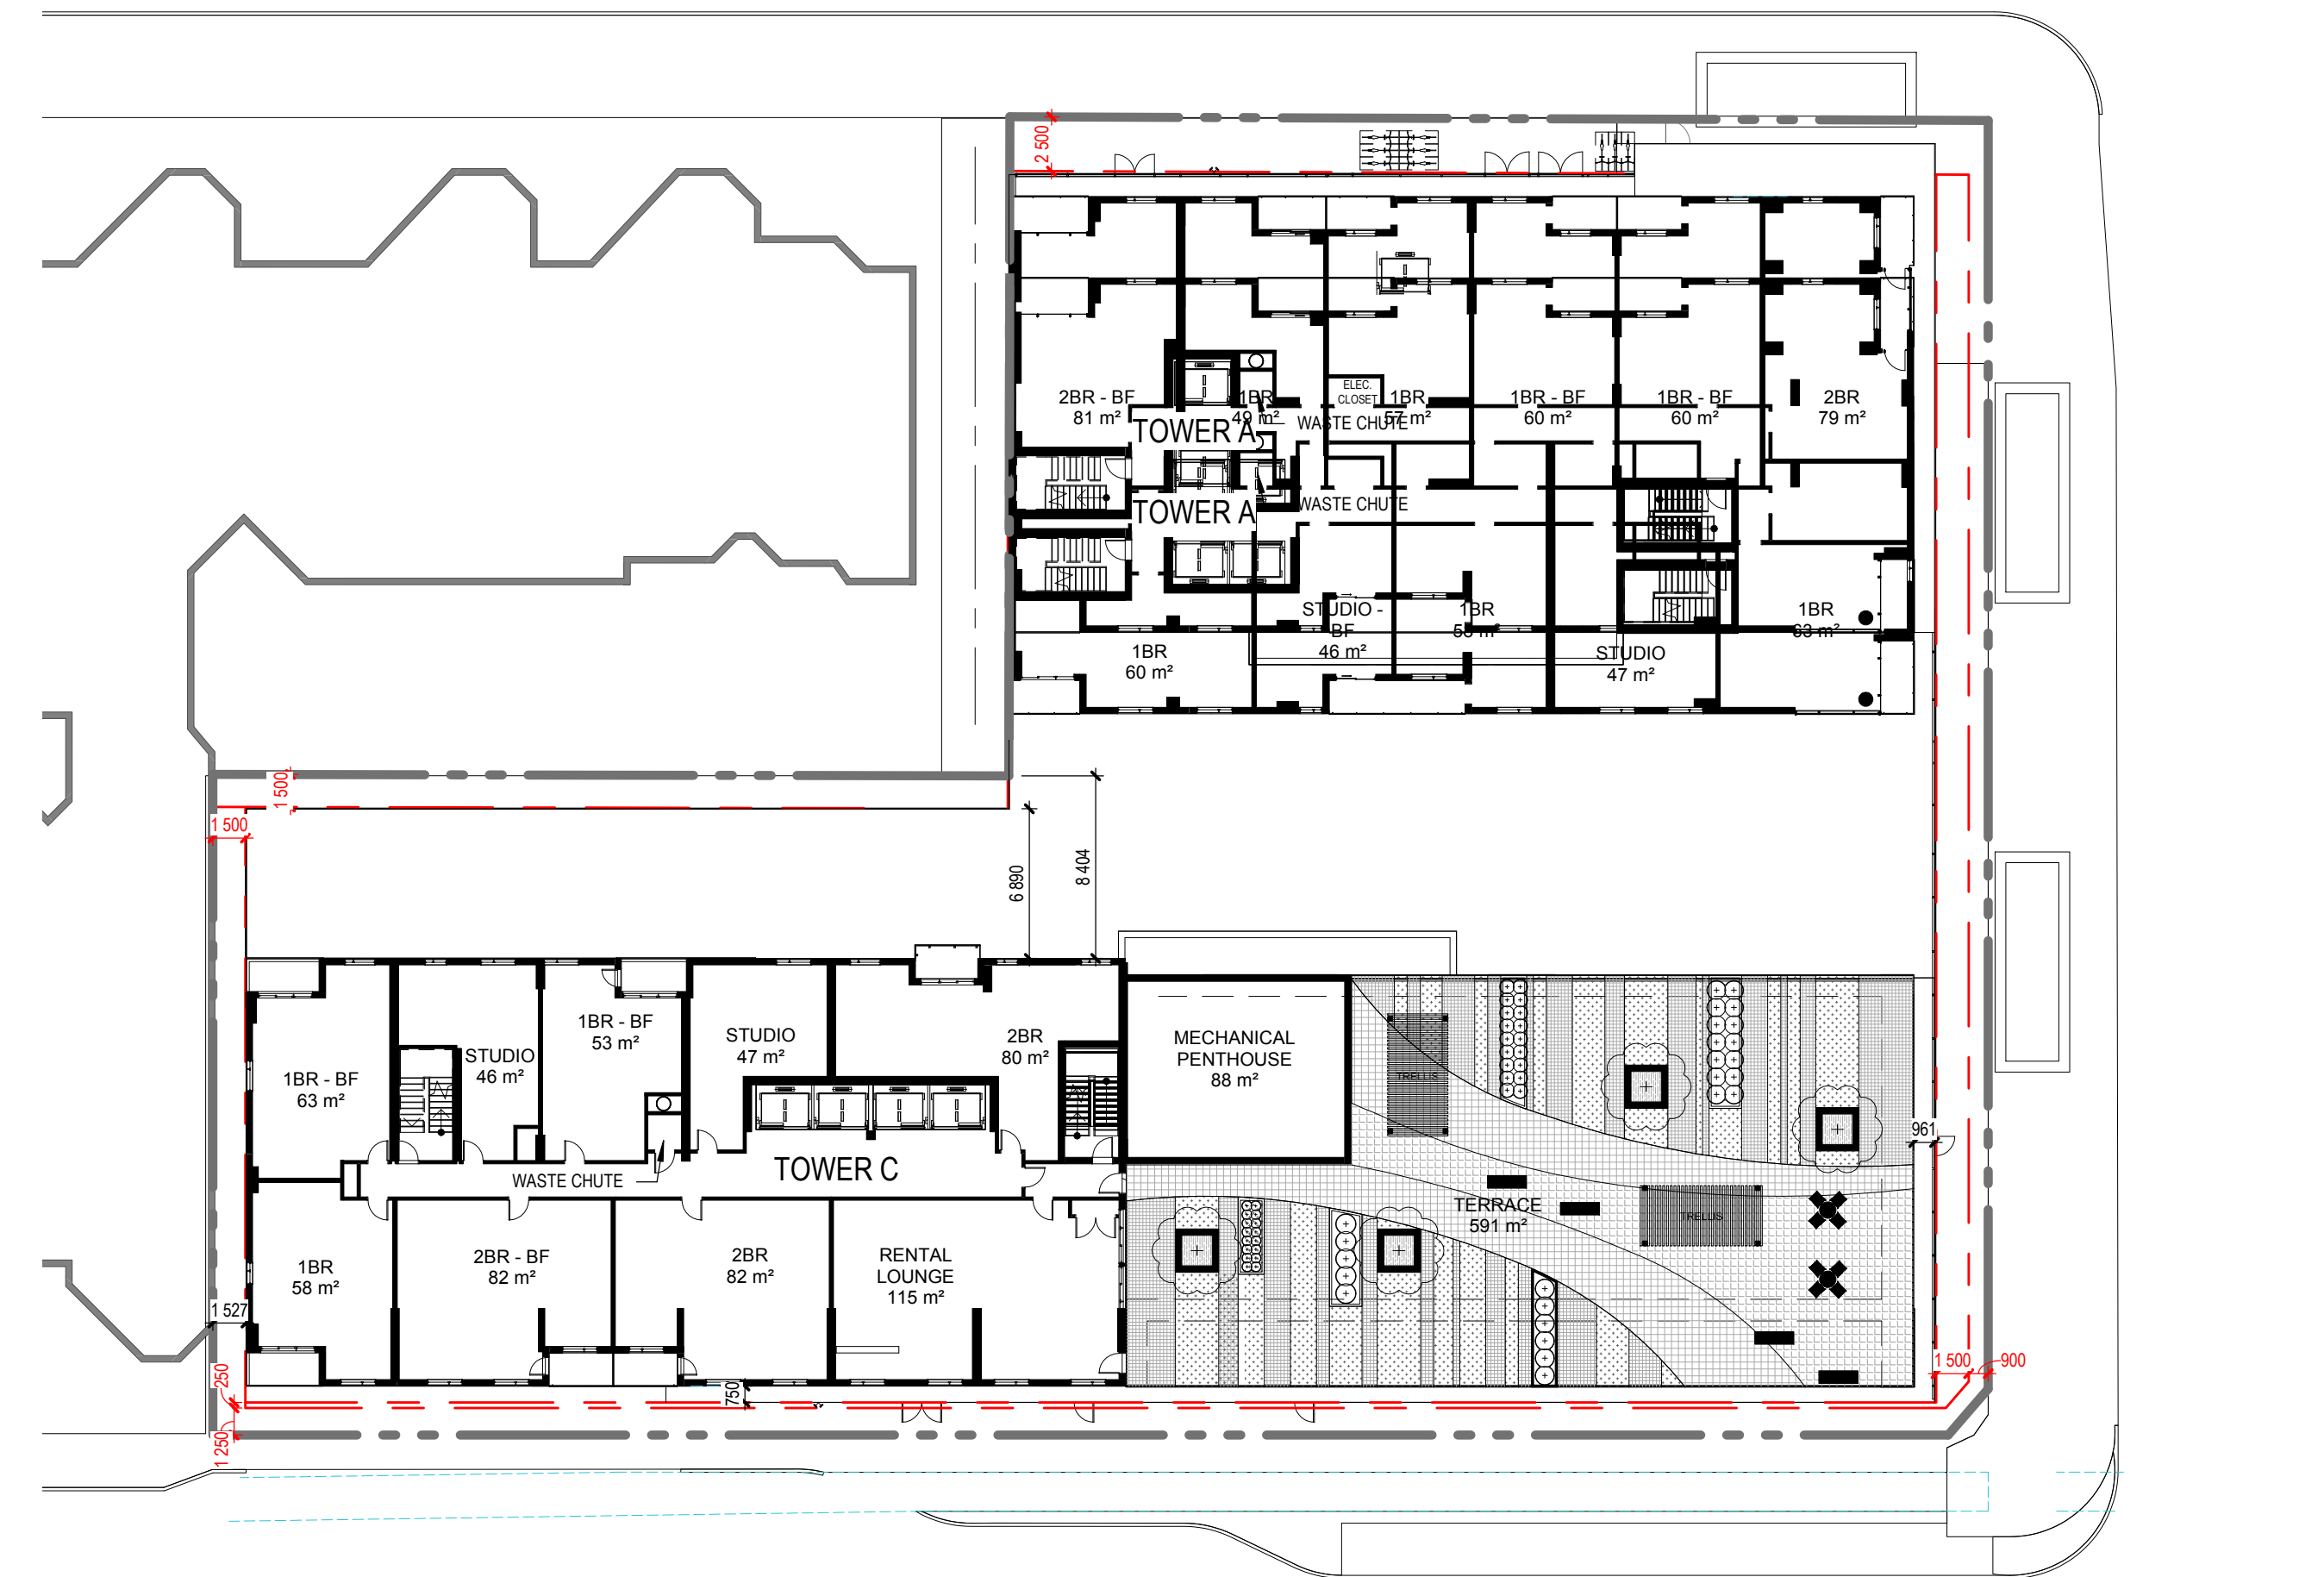 2 500
2BR - BF
81 m²
1BR
49 m²
ELEC.
CLOSET
1BR
57 m²
1BR - BF
60 m²
1BR - BF
60 m²
2BR
79 m²
TOWER A
WASTE CHUTE
TOWER A
WASTE CHUTE
1BR
60 m²
STUDIO -
BF
46 m²
1BR
STUDIO
47 m²
1BR
63 m²
1 500
1 500
6 890
8 404
1BR - BF
63 m²
STUDIO
46 m²
1BR - BF
53 m²
STUDIO
47 m²
2BR
80 m²
MECHANICAL
PENTHOUSE
88 m²
TRELLIS
961
WASTE CHUTE
TOWER C
TERRACE
591 m²
TRELLIS
1BR
58 m²
2BR - BF
82 m²
2BR
82 m²
RENTAL
LOUNGE
115 m²
1 527
250
1 250
750
1 500
900